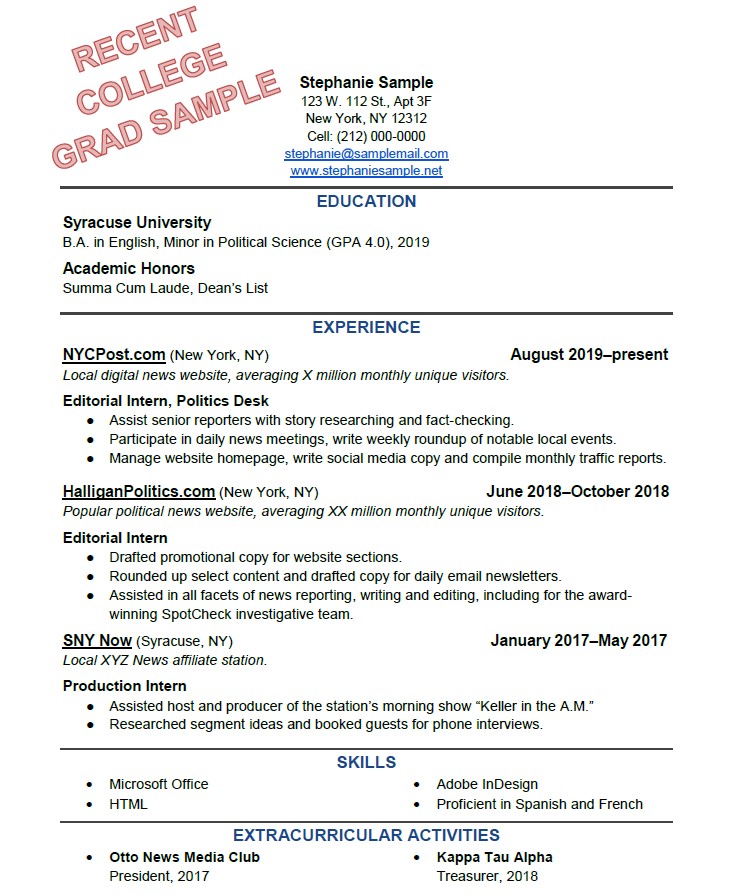 RECENT
COLLEGE
GRAD SAMPLE
Stephanie Sample
123 W. 112 St., Apt 3F
New York, NY 12312
Cell: (212) 000-0000
stephanie@samplemail.com
www.stephaniesample.net
EDUCATION
Syracuse University
B.A. in English, Minor in Political Science (GPA 4.0), 2019
Academic Honors
Summa Cum Laude, Dean’s List
EXPERIENCE
NYCPost.com (New York, NY) August 2019–present
Local digital news website, averaging X million monthly unique visitors.
Editorial Intern, Politics Desk
● Assist senior reporters with story researching and fact-checking.
● Participate in daily news meetings, write weekly roundup of notable local events.
● Manage website homepage, write social media copy and compile monthly traffic reports.
HalliganPolitics.com (New York, NY) June 2018–October 2018
Popular political news website, averaging XX million monthly unique visitors.
Editorial Intern
● Drafted promotional copy for website sections.
● Rounded up select content and drafted copy for daily email newsletters.
● Assisted in all facets of news reporting, writing and editing, including for the award-
winning SpotCheck investigative team.
SNY Now (Syracuse, NY) January 2017–May 2017
Local XYZ News affiliate station.
Production Intern
● Assisted host and producer of the station’s morning show “Keller in the A.M.”
● Researched segment ideas and booked guests for phone interviews.
SKILLS
• Microsoft Office • Adobe InDesign
• HTML • Proficient in Spanish and French
EXTRACURRICULAR ACTIVITIES
• Otto News Media Club • Kappa Tau Alpha
President, 2017 Treasurer, 2018